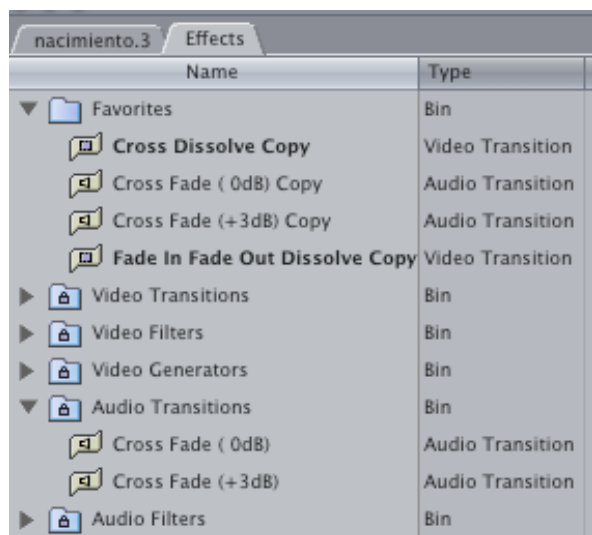 nacimiento.3 Effects
Name Type
Favorites Bin
Cross Dissolve Copy Video Transition
Cross Fade ( 0dB) Copy Audio Transition
Cross Fade (+3dB) Copy Audio Transition
Fade In Fade Out Dissolve Copy Video Transition
Video Transitions Bin
Video Filters Bin
Video Generators Bin
Audio Transitions Bin
Cross Fade ( 0dB) Audio Transition
Cross Fade (+3dB) Audio Transition
Audio Filters Bin